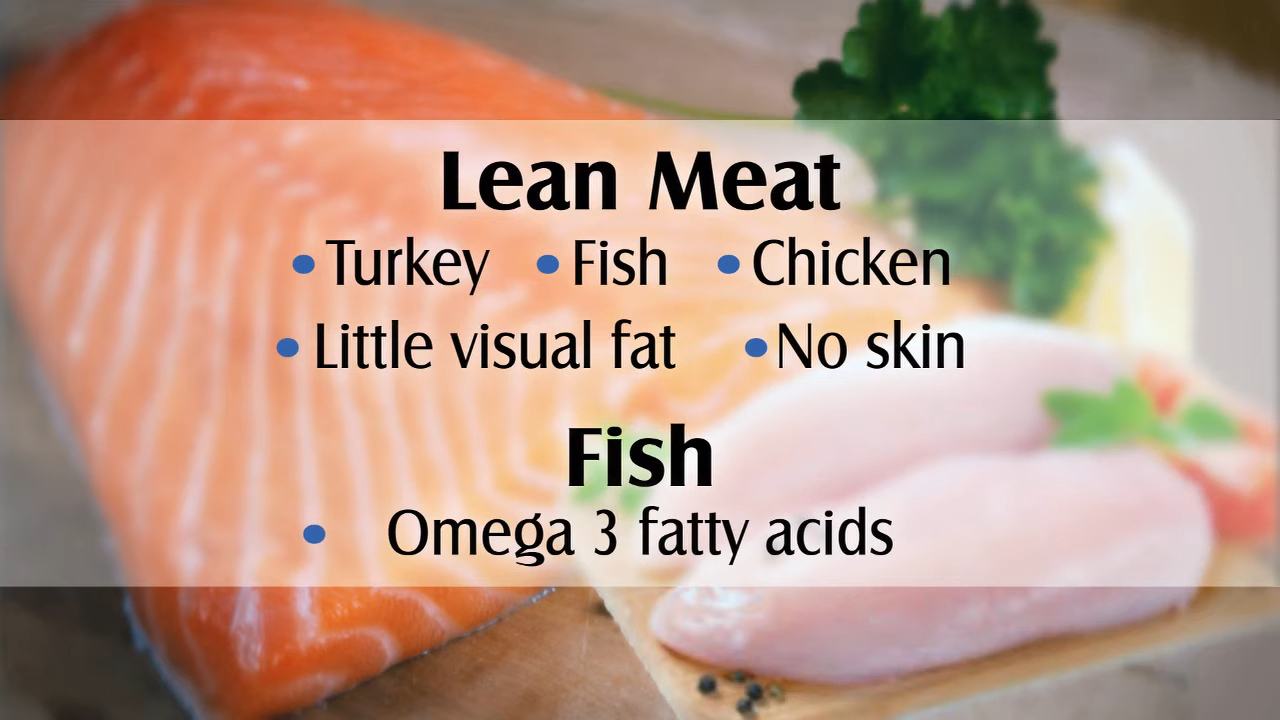 Lean Meat
• Turkey • Fish • Chicken
• Little visual fat • No skin
Fish
• Omega 3 fatty acids